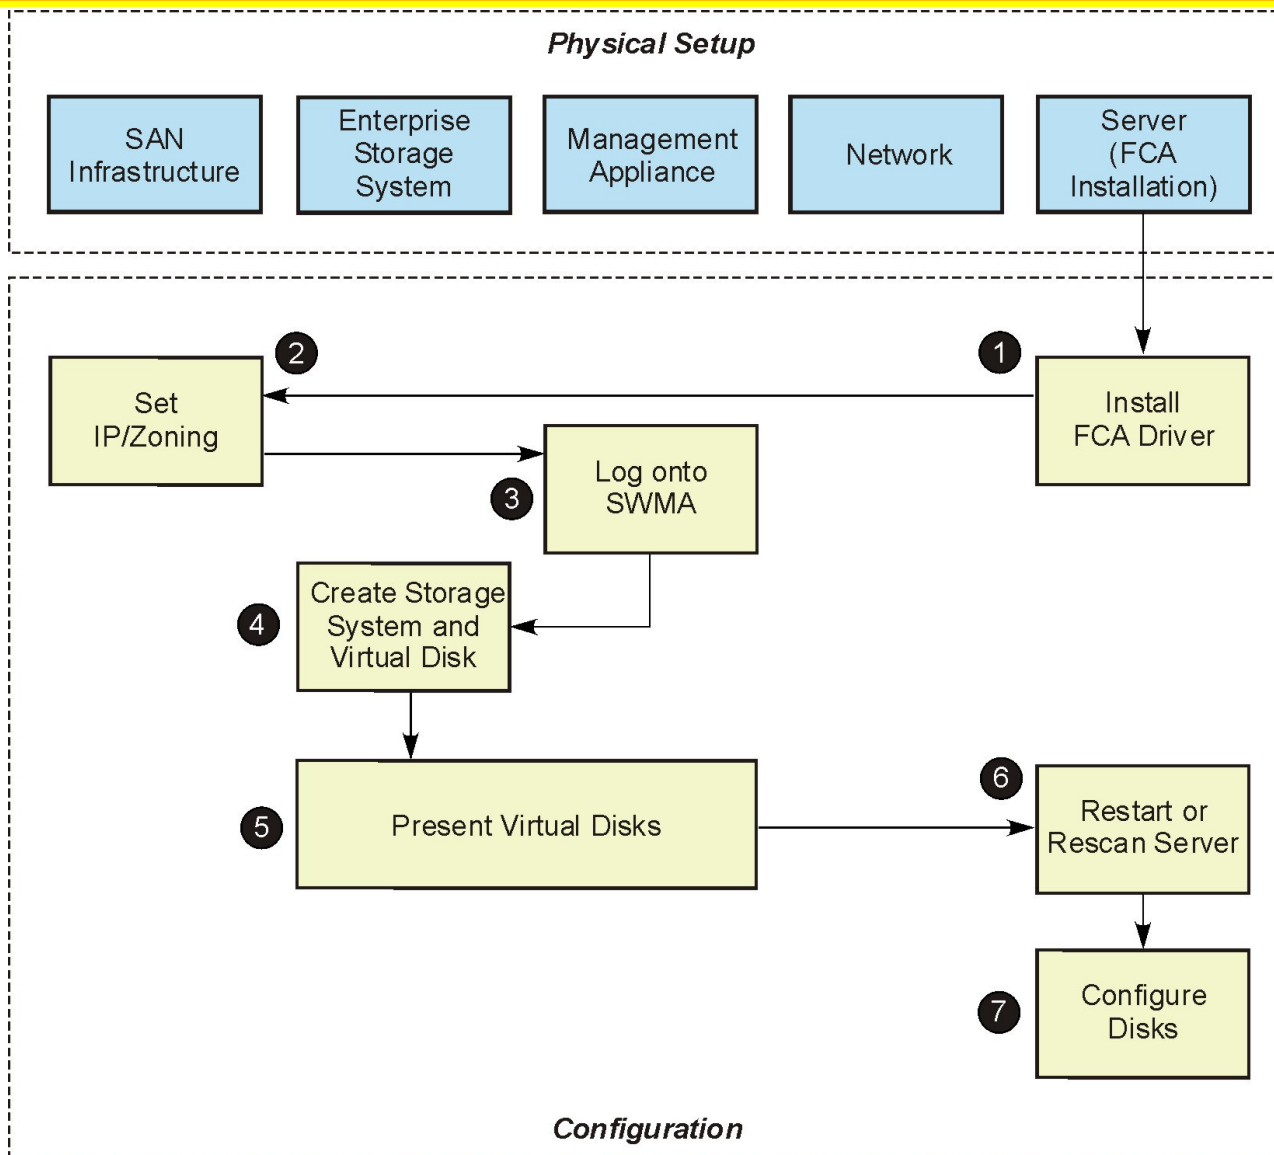 Physical Setup
SAN
Infrastructure
Enterprise
Storage
System
Management
Appliance
Network
Server
(FCA
Installation)
1
Install
FCA Driver
2
Set
IP/Zoning
3
Log onto
SWMA
4
Create Storage
System and
Virtual Disk
5
Present Virtual Disks
6
Restart or
Rescan Server
7
Configure
Disks
Configuration